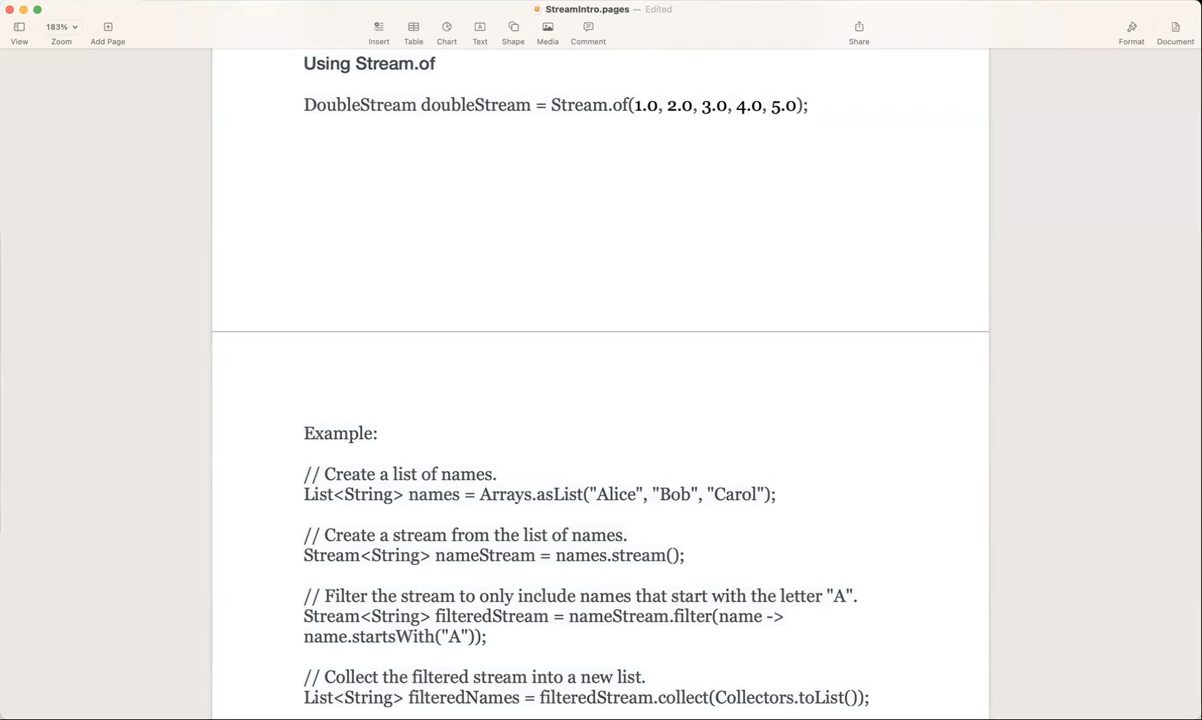 StreamIntro.pages — Edited
183%
View
Zoom
Add Page
Insert
Table
Chart
Text
Shape
Media
Comment
Share
Format
Document
Using Stream.of
DoubleStream doubleStream = Stream.of(1.0, 2.0, 3.0, 4.0, 5.0);
Example:
// Create a list of names.
List<String> names = Arrays.asList("Alice", "Bob", "Carol");
// Create a stream from the list of names.
Stream<String> nameStream = names.stream();
// Filter the stream to only include names that start with the letter "A".
Stream<String> filteredStream = nameStream.filter(name ->
name.startsWith("A"));
// Collect the filtered stream into a new list.
List<String> filteredNames = filteredStream.collect(Collectors.toList());